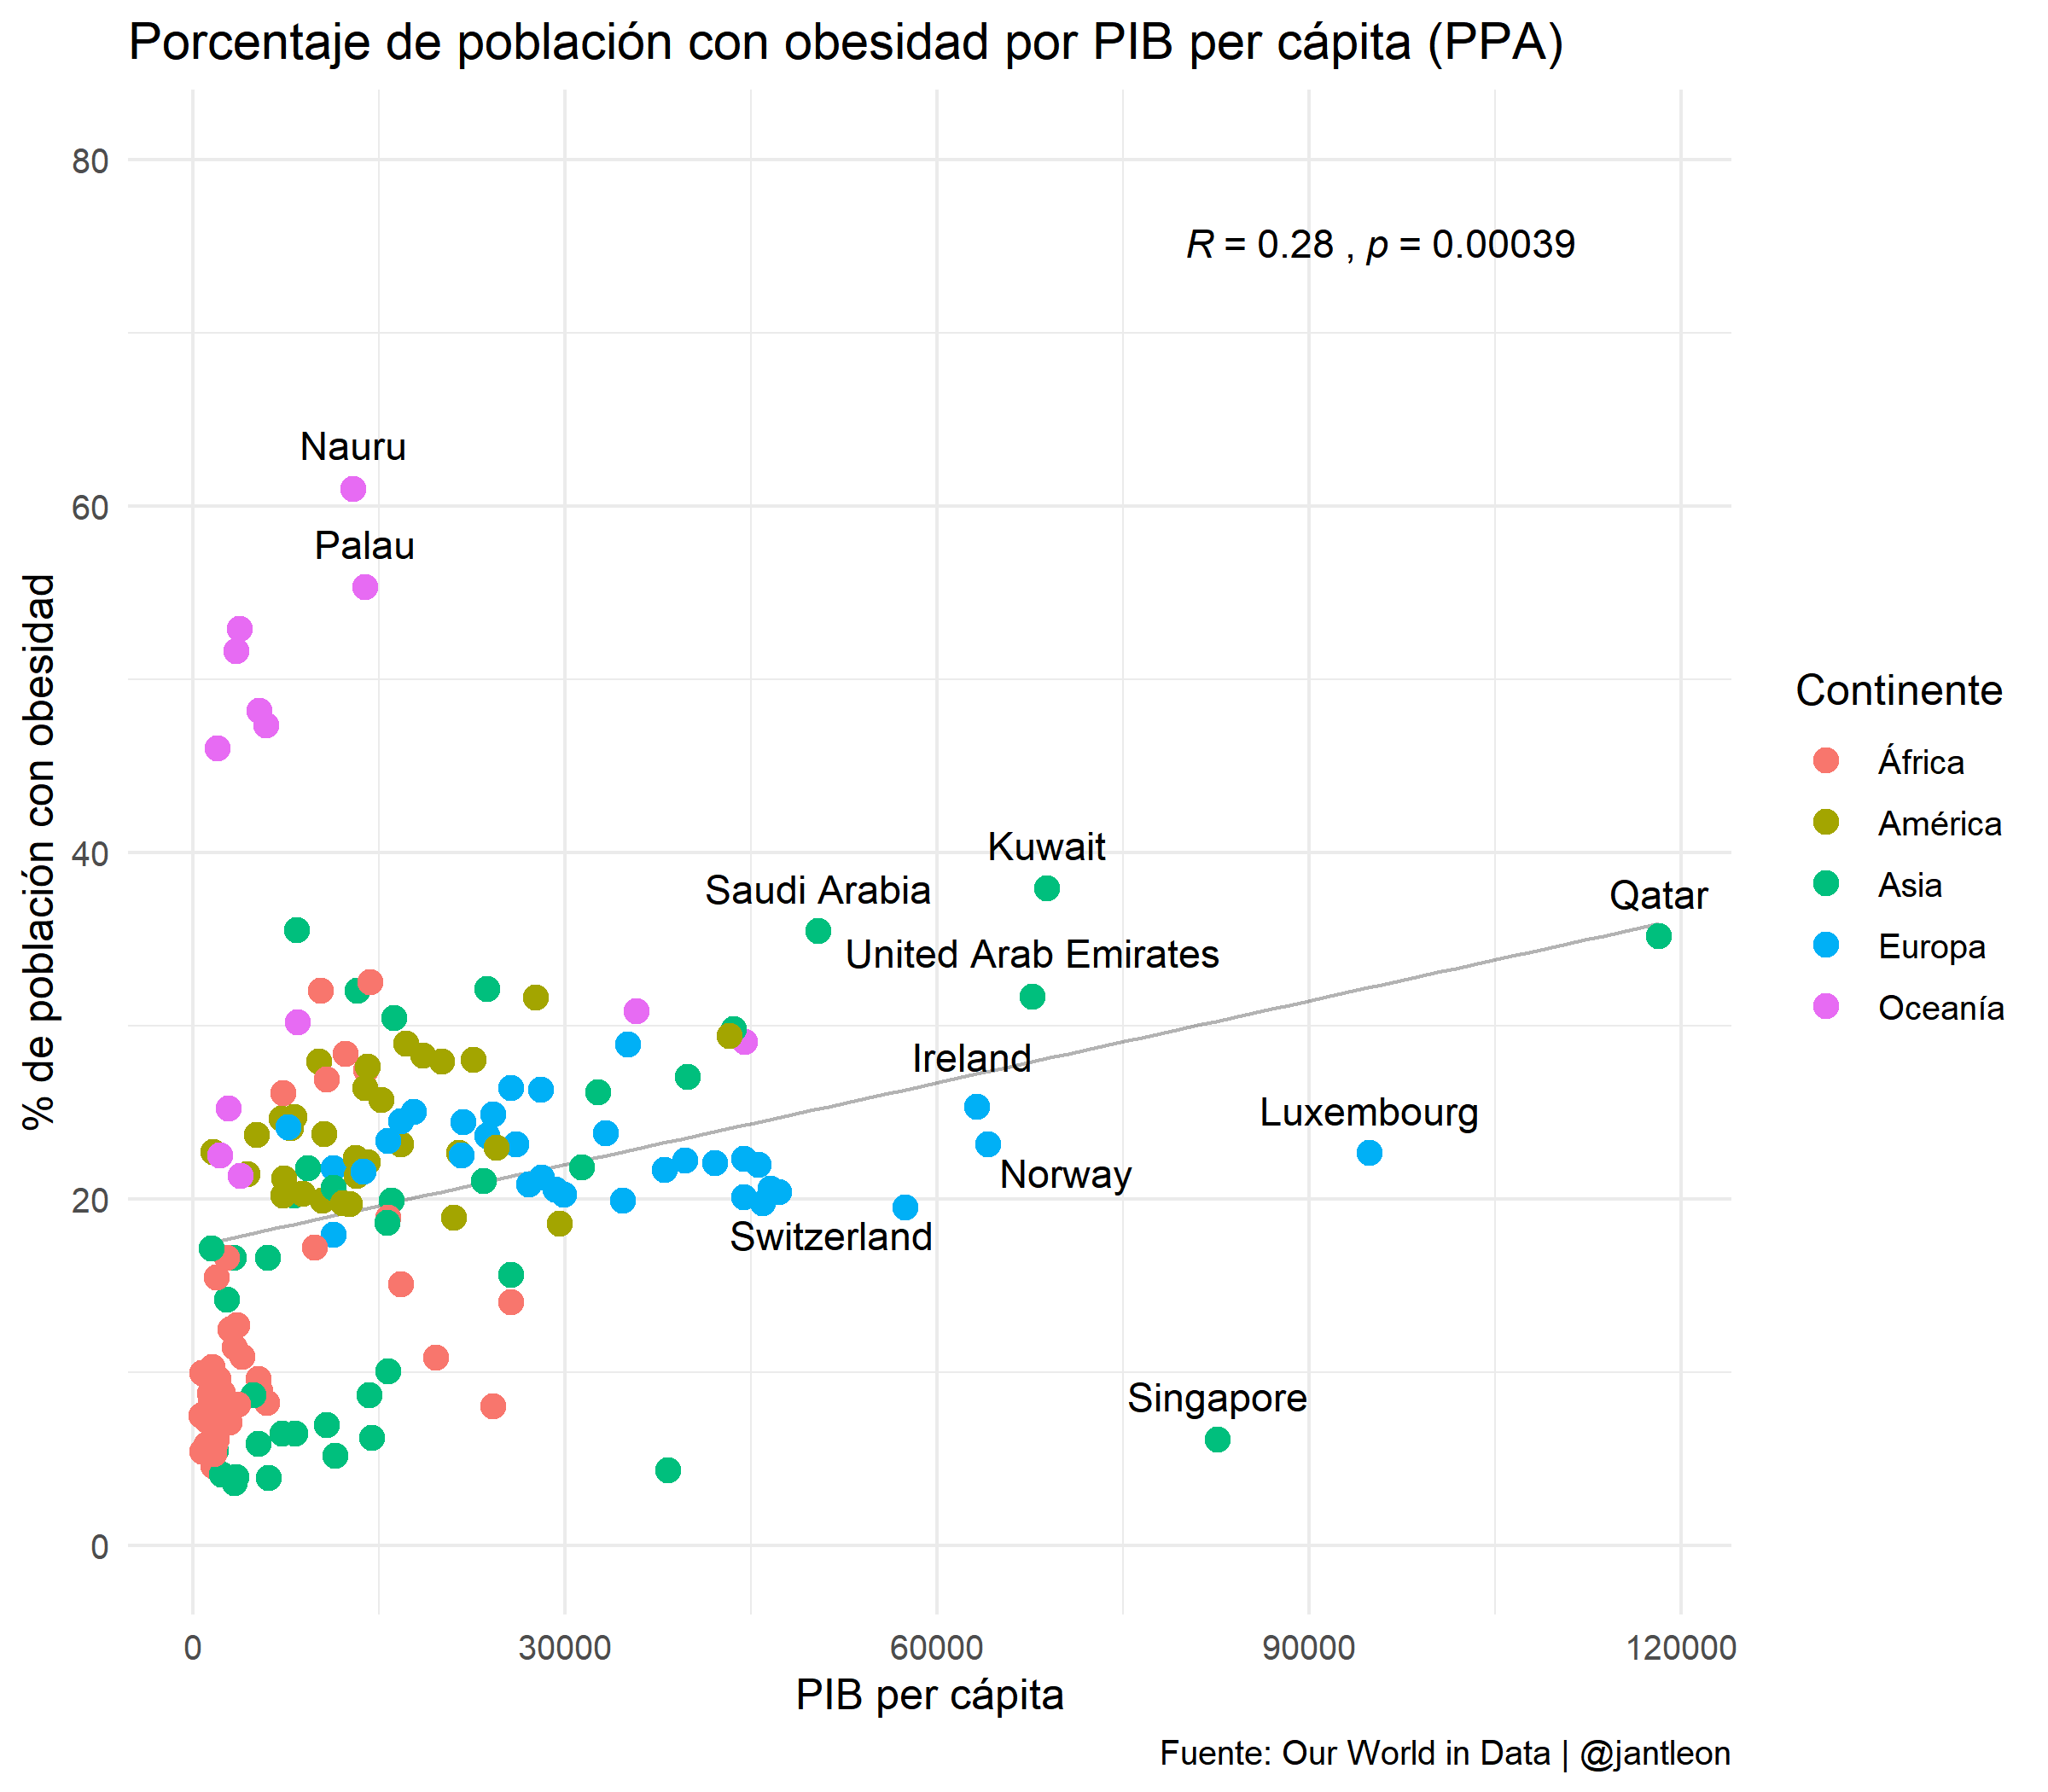 Porcentaje de población con obesidad por PIB per cápita (PPA)
R = 0.28 , p = 0.00039
% de población con obesidad
80
60
40
20
0
Nauru
Palau
Kuwait
Saudi Arabia
Qatar
United Arab Emirates
Ireland
Luxembourg
Norway
Switzerland
Singapore
0
30000
60000
90000
120000
PIB per cápita
Continente
África
América
Asia
Europa
Oceanía
Fuente: Our World in Data | @jantleon